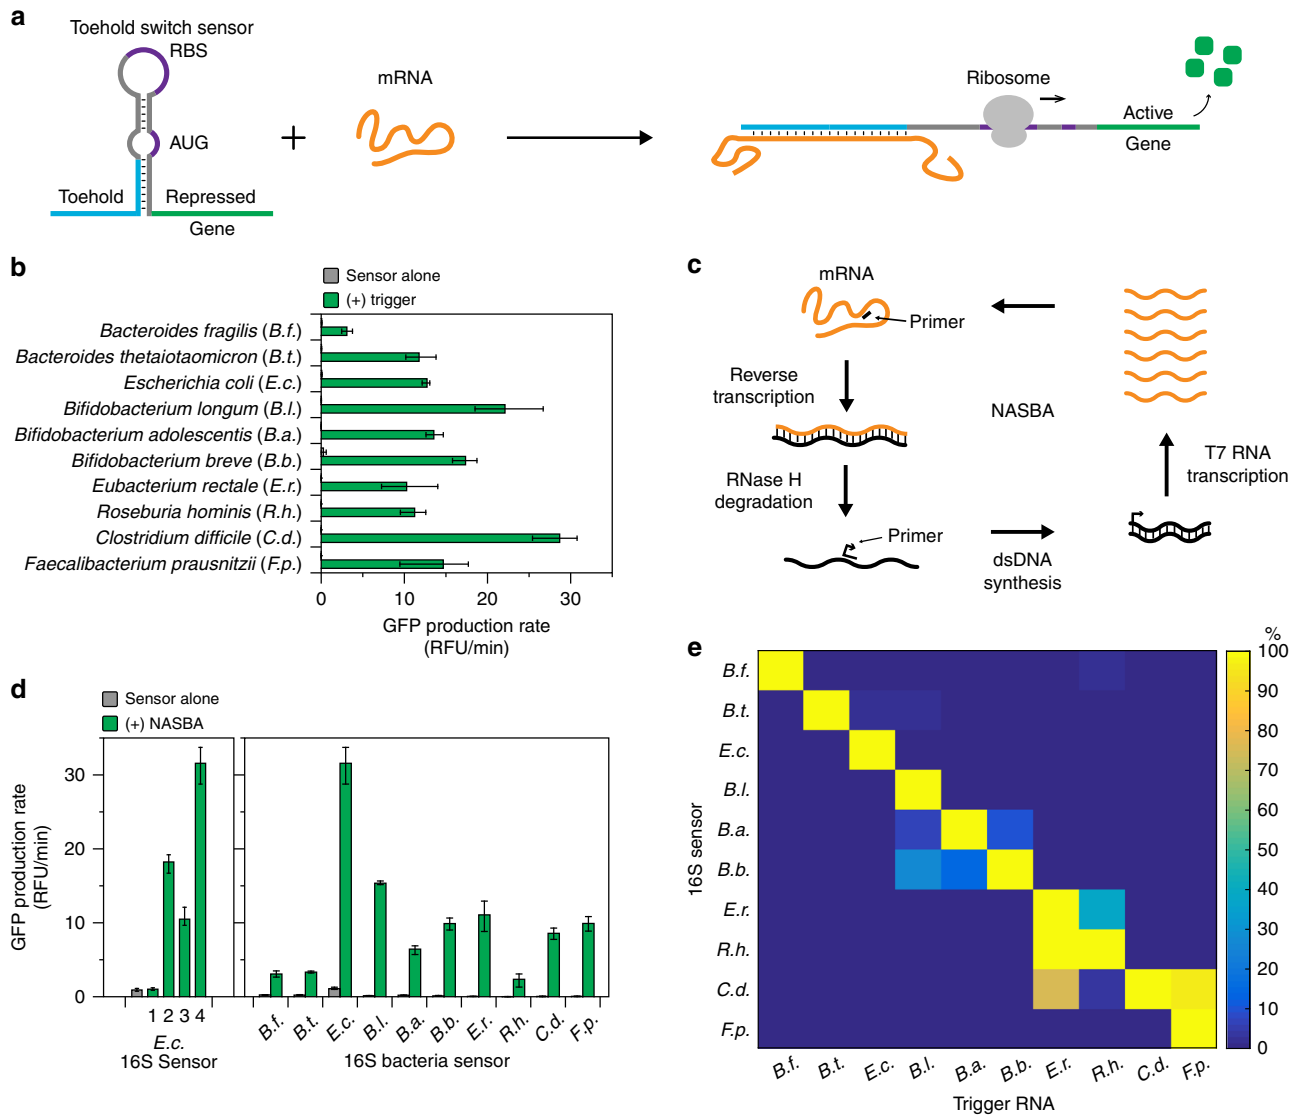 a
Toehold switch sensor
RBS
AUG
Toehold
Repressed
Gene
mRNA
Ribosome
Active
Gene
b
Sensor alone
(+) trigger
Bacteroides fragilis (B.f.)
Bacteroides thetaiotaomicron (B.t.)
Escherichia coli (E.c.)
Bifidobacterium longum (B.l.)
Bifidobacterium adolescentis (B.a.)
Bifidobacterium breve (B.b.)
Eubacterium rectale (E.r.)
Roseburia hominis (R.h.)
Clostridium difficile (C.d.)
Faecalibacterium prausnitzii (F.p.)
0 10 20 30
GFP production rate
(RFU/min)
c
mRNA
Primer
Reverse
transcription
NASBA
RNase H
degradation
Primer
dsDNA
synthesis
T7 RNA
transcription
d
Sensor alone
(+) NASBA
GFP production rate
(RFU/min)
30
20
10
0
1 2 3 4
E.c.
16S Sensor
B.f. B.t. E.c. B.l. B.a. B.b. E.r. R.h. C.d. F.p.
16S bacteria sensor
e
16S sensor
B.f.
B.t.
E.c.
B.l.
B.a.
B.b.
E.r.
R.h.
C.d.
F.p.
B.f. B.t. E.c. B.l. B.a. B.b. E.r. R.h. C.d. F.p.
Trigger RNA
%
100
90
80
70
60
50
40
30
20
10
0